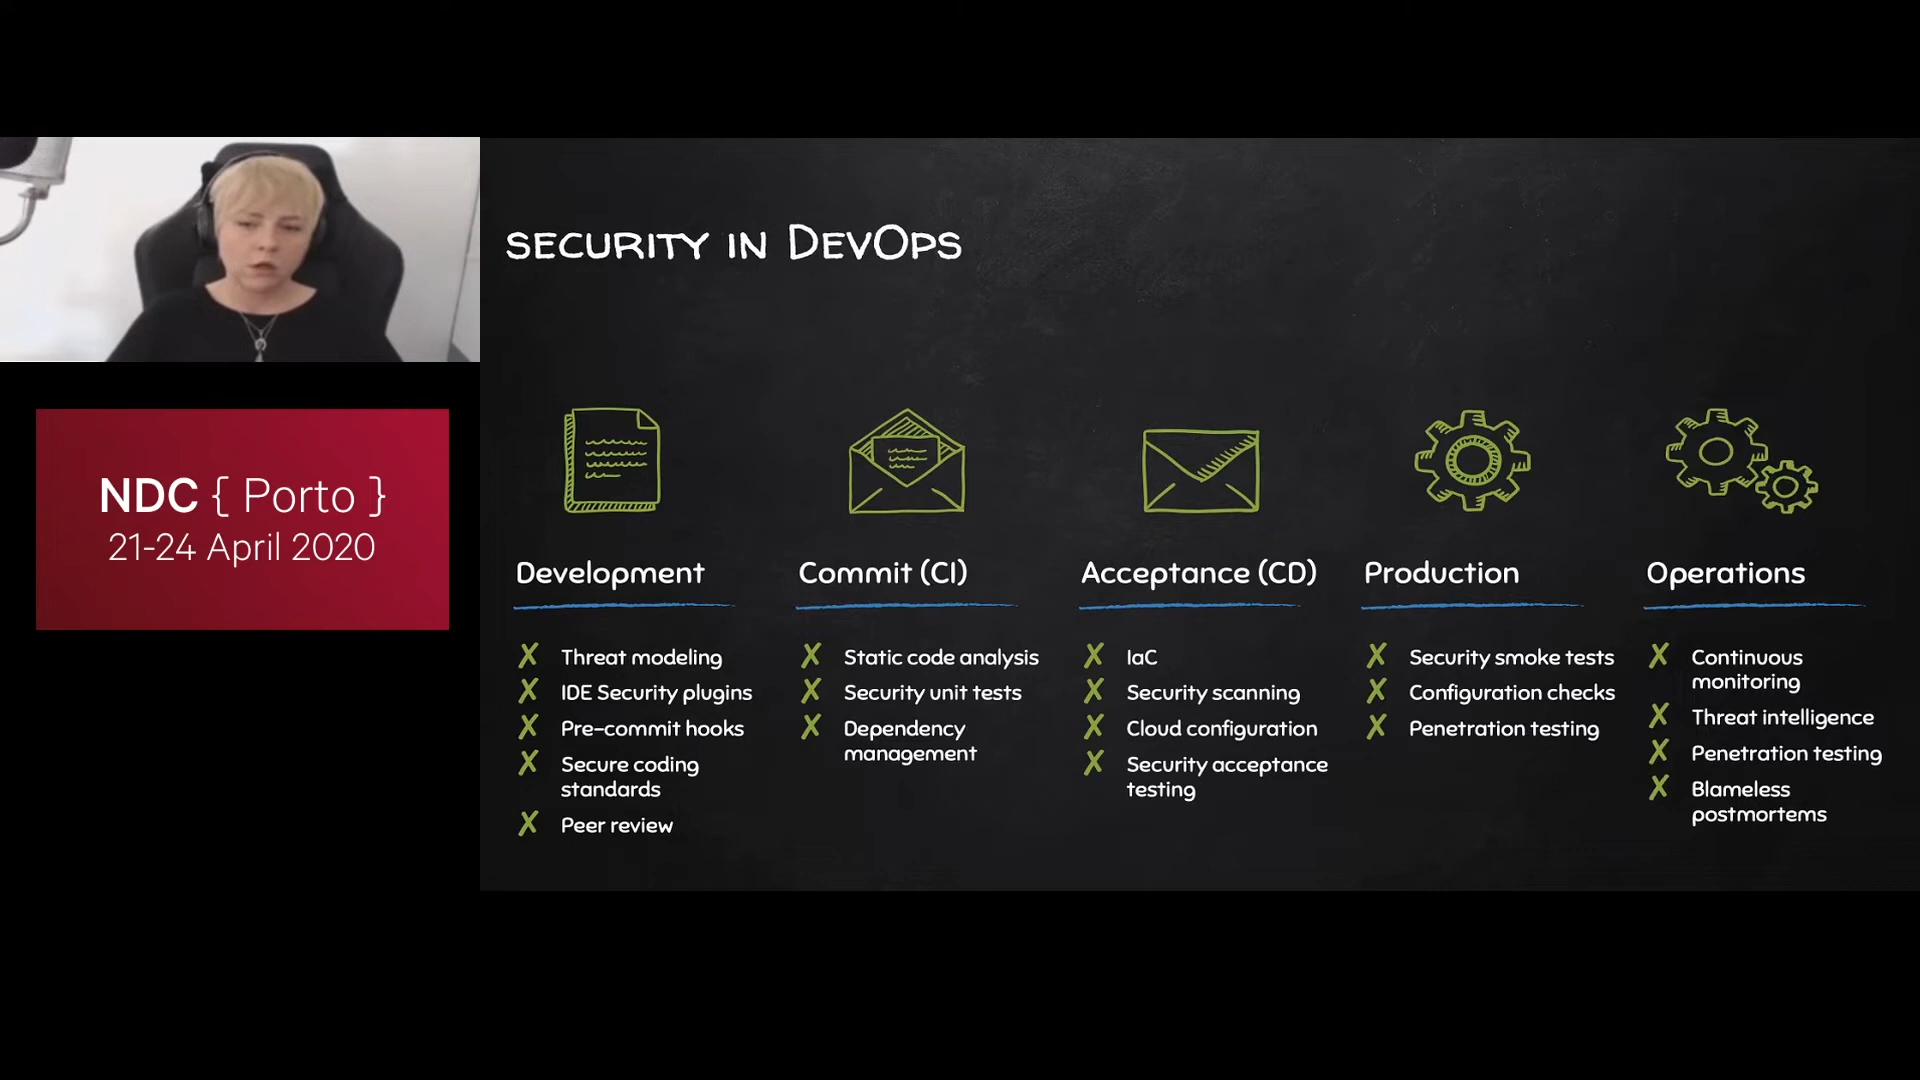 SECURITY IN DEVOPS
NDC { Porto }
21-24 April 2020
Development
Threat modeling
IDE Security plugins
Pre-commit hooks
Secure coding
standards
Peer review
Commit (CI)
Static code analysis
Security unit tests
Dependency
management
Acceptance (CD)
IaC
Security scanning
Cloud configuration
Security acceptance
testing
Production
Security smoke tests
Configuration checks
Penetration testing
Operations
Continuous
monitoring
Threat intelligence
Penetration testing
Blameless
postmortems